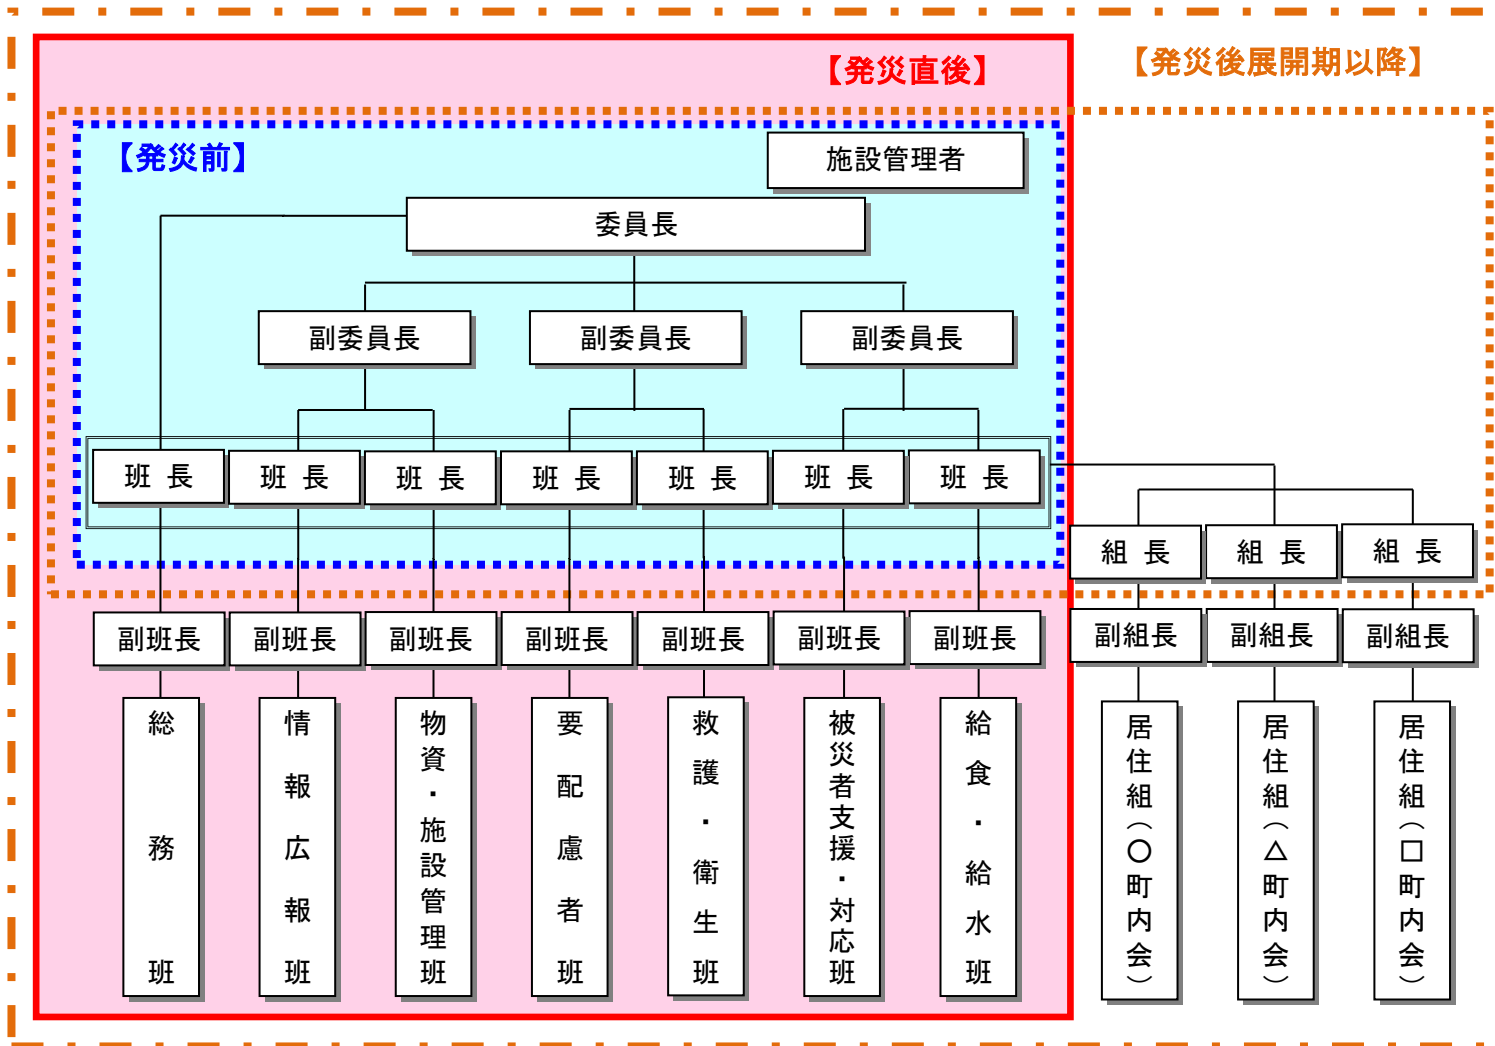 【発災直後】
【発災後展開期以降】
【発災前】
施設管理者
委員長
副委員長
副委員長
副委員長
班 長
班 長
班 長
班 長
班 長
班 長
班 長
組 長
組 長
組 長
副班長
副班長
副班長
副班長
副班長
副班長
副班長
副組長
副組長
副組長
総務班
情報広報班
物資・施設管理班
要配慮者班
救護・衛生班
被災者支援・対応班
給食・給水班
居住組（〇町内会）
居住組（△町内会）
居住組（□町内会）